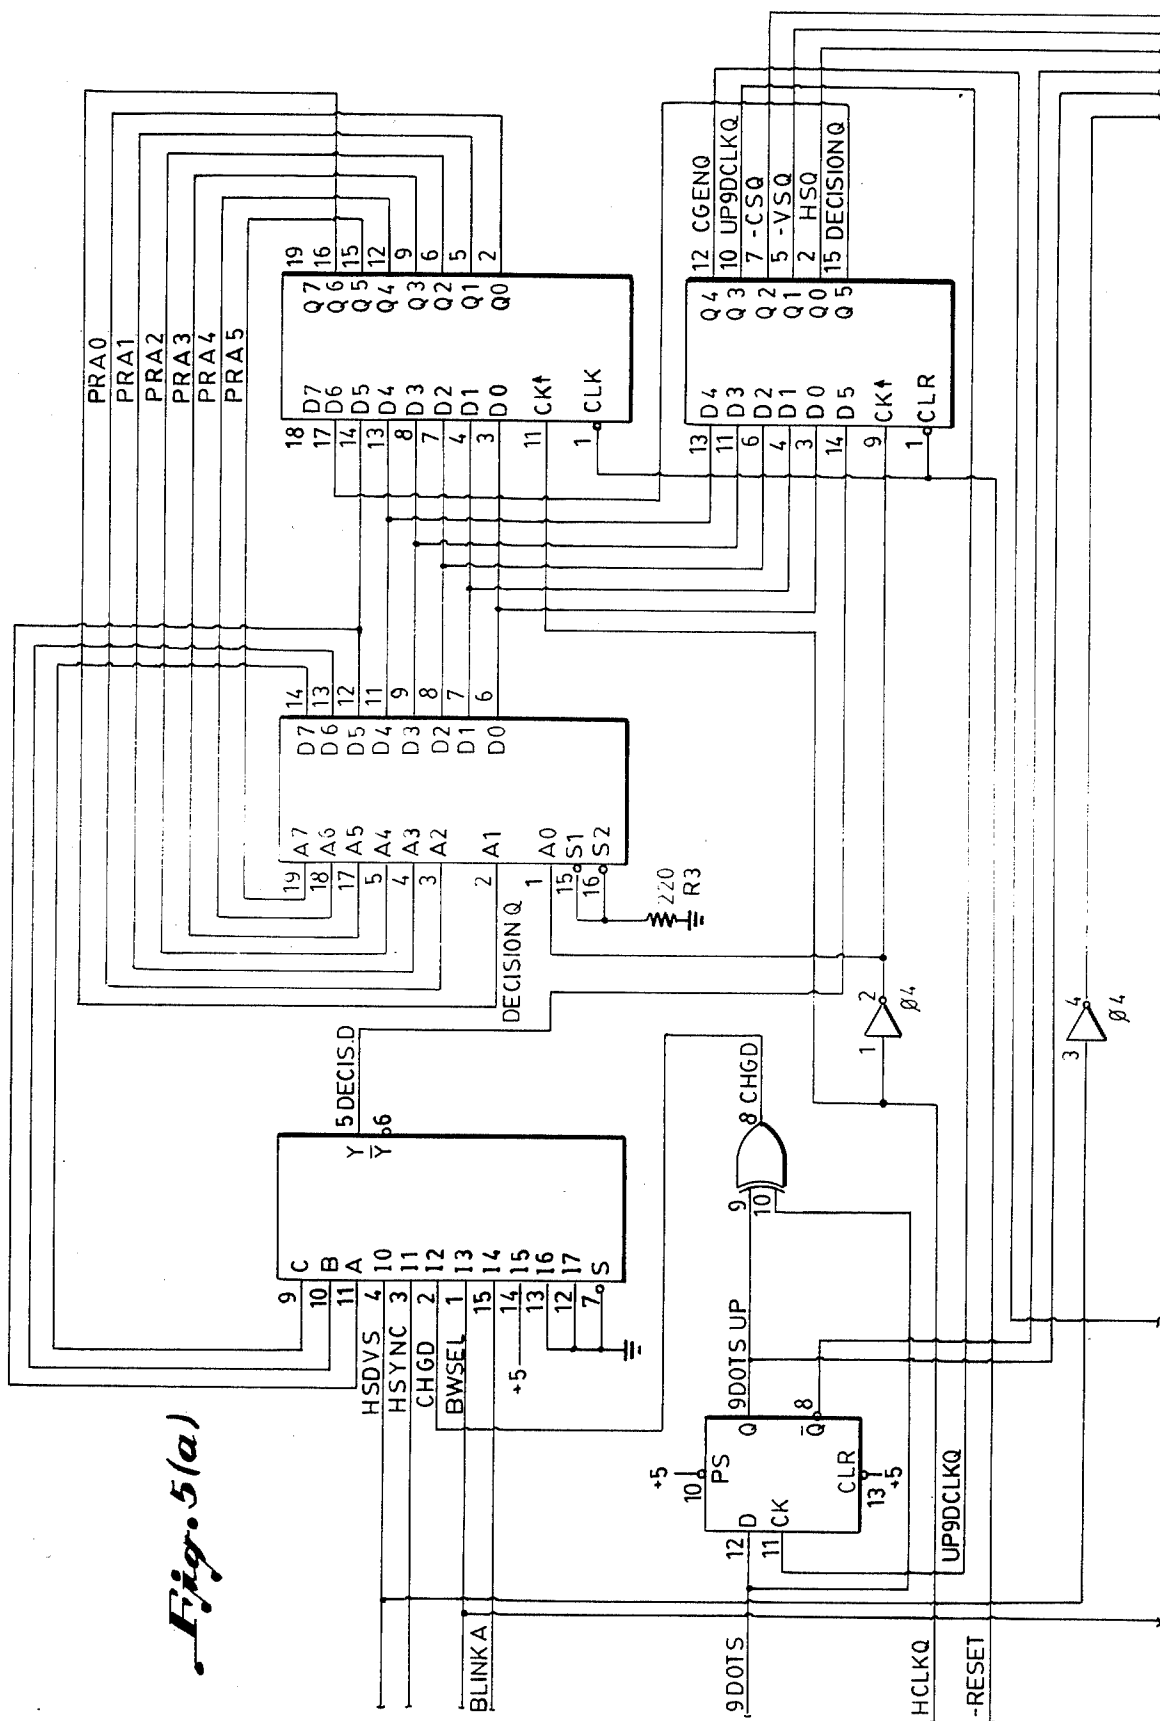 Fig. 5(a)
PRA0
PRA1
PRA2
PRA3
PRA4
PRA5
9 C
10 B
11 A
4 I0
3 I1
2 I2
1 I3
15 I4
14 I5
13 I6
12 I7
7 S
Y 5 DECIS.D
Y 6
HSDVS
HSYNC
CHGD
BWSEL
BLINKA
+5
19 A7
18 A6
17 A5
5 A4
4 A3
3 A2
2 A1
1 A0
15 S1
16 S2
D7 14
D6 13
D5 12
D4 11
D3 9
D2 8
D1 7
D0 6
DECISION Q
220
R3
18 D7
17 D6
14 D5
13 D4
8 D3
7 D2
4 D1
3 D0
11 CK↑
1 CLK
Q7 19
Q6 16
Q5 15
Q4 12
Q3 9
Q2 6
Q1 5
Q0 2
13 D4
11 D3
6 D2
4 D1
3 D0
14 D5
9 CK↑
1 CLR
Q4 12 CGENQ
Q3 10 UP9DCLKQ
Q2 7 -CSQ
Q1 5 -VSQ
Q0 2 HSQ
Q5 15 DECISIONQ
9DOTS
12 D
11 CK
+5
10 PS
13 CLR
+5
Q 9DOTS UP
Q 8
9
10
8 CHGD
1
2
Ø4
3
4
Ø4
HCLKQ
UP9DCLKQ
-RESET